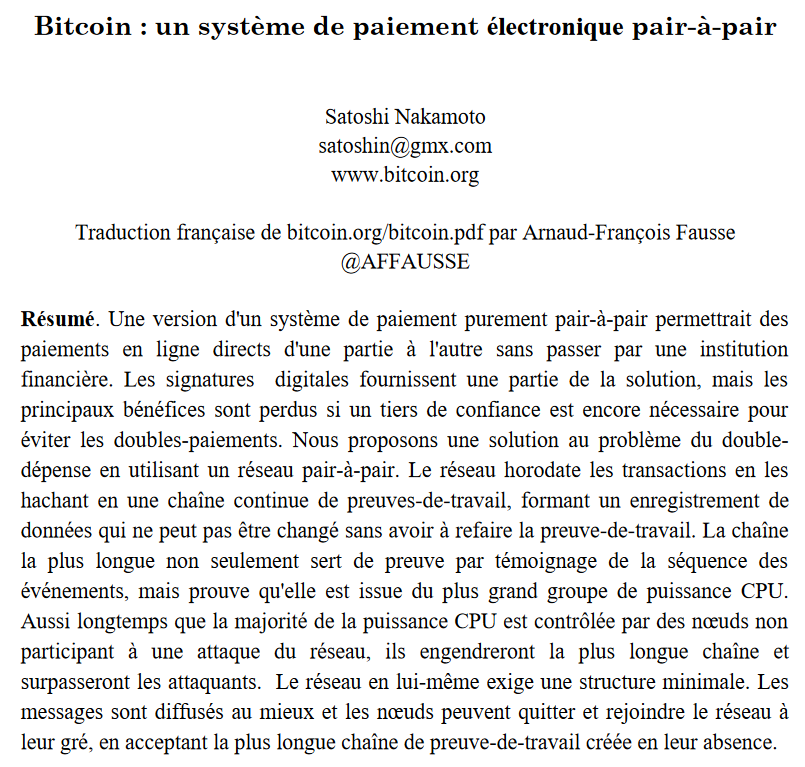 Bitcoin : un système de paiement électronique pair-à-pair
Satoshi Nakamoto
satoshin@gmx.com
www.bitcoin.org
Traduction française de bitcoin.org/bitcoin.pdf par Arnaud-François Fausse
@AFFAUSSE
Résumé. Une version d'un système de paiement purement pair-à-pair permettrait des
paiements en ligne directs d'une partie à l'autre sans passer par une institution
financière. Les signatures  digitales fournissent une partie de la solution, mais les
principaux bénéfices sont perdus si un tiers de confiance est encore nécessaire pour
éviter les doubles-paiements. Nous proposons une solution au problème du double-
dépense en utilisant un réseau pair-à-pair. Le réseau horodate les transactions en les
hachant en une chaîne continue de preuves-de-travail, formant un enregistrement de
données qui ne peut pas être changé sans avoir à refaire la preuve-de-travail. La chaîne
la plus longue non seulement sert de preuve par témoignage de la séquence des
événements, mais prouve qu'elle est issue du plus grand groupe de puissance CPU.
Aussi longtemps que la majorité de la puissance CPU est contrôlée par des nœuds non
participant à une attaque du réseau, ils engendreront la plus longue chaîne et
surpasseront les attaquants.  Le réseau en lui-même exige une structure minimale. Les
messages sont diffusés au mieux et les nœuds peuvent quitter et rejoindre le réseau à
leur gré, en acceptant la plus longue chaîne de preuve-de-travail créée en leur absence.